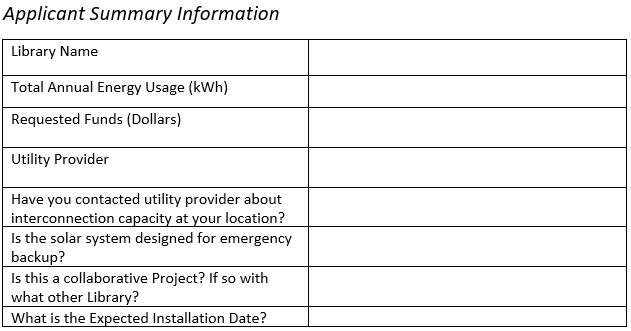 Applicant Summary Information
Library Name
Total Annual Energy Usage (kWh)
Requested Funds (Dollars)
Utility Provider
Have you contacted utility provider about
interconnection capacity at your location?
Is the solar system designed for emergency
backup?
Is this a collaborative Project? If so with
what other Library?
What is the Expected Installation Date?